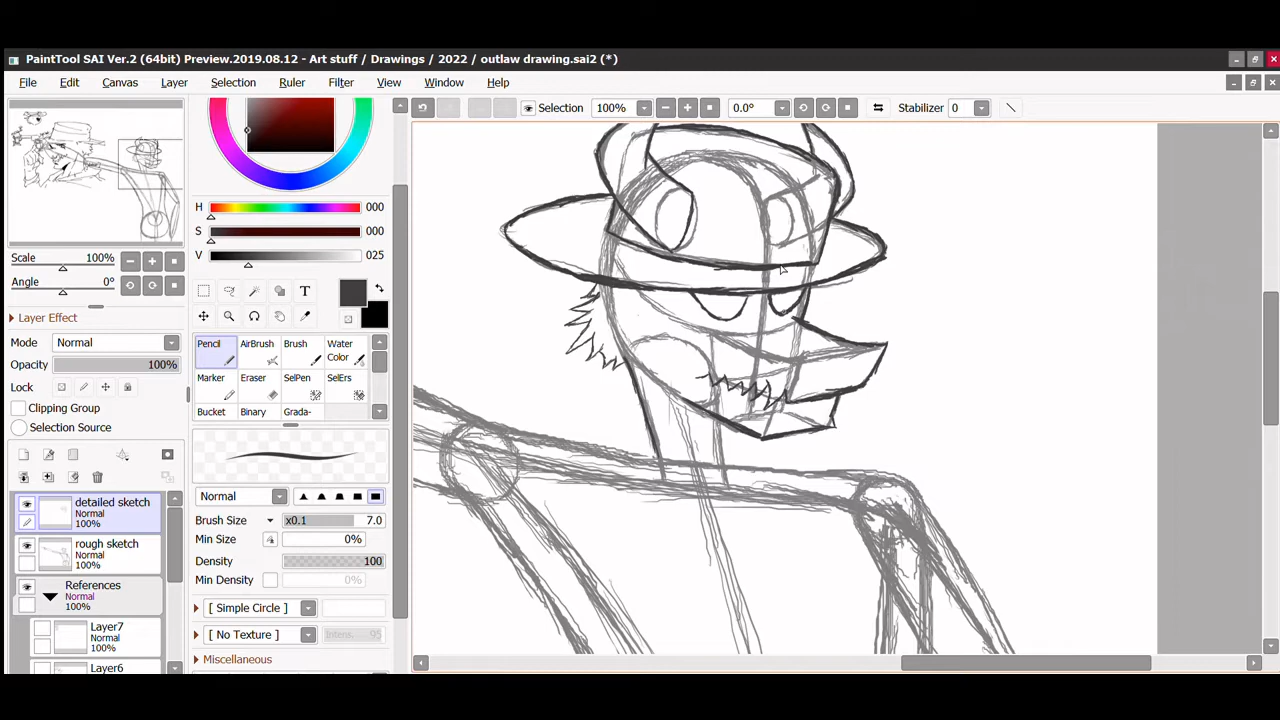 PaintTool SAI Ver.2 (64bit) Preview.2019.08.12 - Art stuff / Drawings / 2022 / outlaw drawing.sai2 (*)
File Edit Canvas Layer Selection Ruler Filter View Window Help
Selection 100% 0.0° Stabilizer 0
H 000
S 000
V 025
Scale 100%
Angle 0°
Layer Effect
Mode Normal
Opacity 100%
Lock
Clipping Group
Selection Source
T
Pencil AirBrush Brush Water Color
Marker Eraser SelPen SelErs
Bucket Binary Grada-
Normal
Brush Size x0.1 7.0
Min Size 0%
Density 100
Min Density 0%
[ Simple Circle ]
[ No Texture ] Intens. 95
Miscellaneous
detailed sketch
Normal
100%
rough sketch
Normal
100%
References
Normal
100%
Layer7
Normal
100%
Layer6